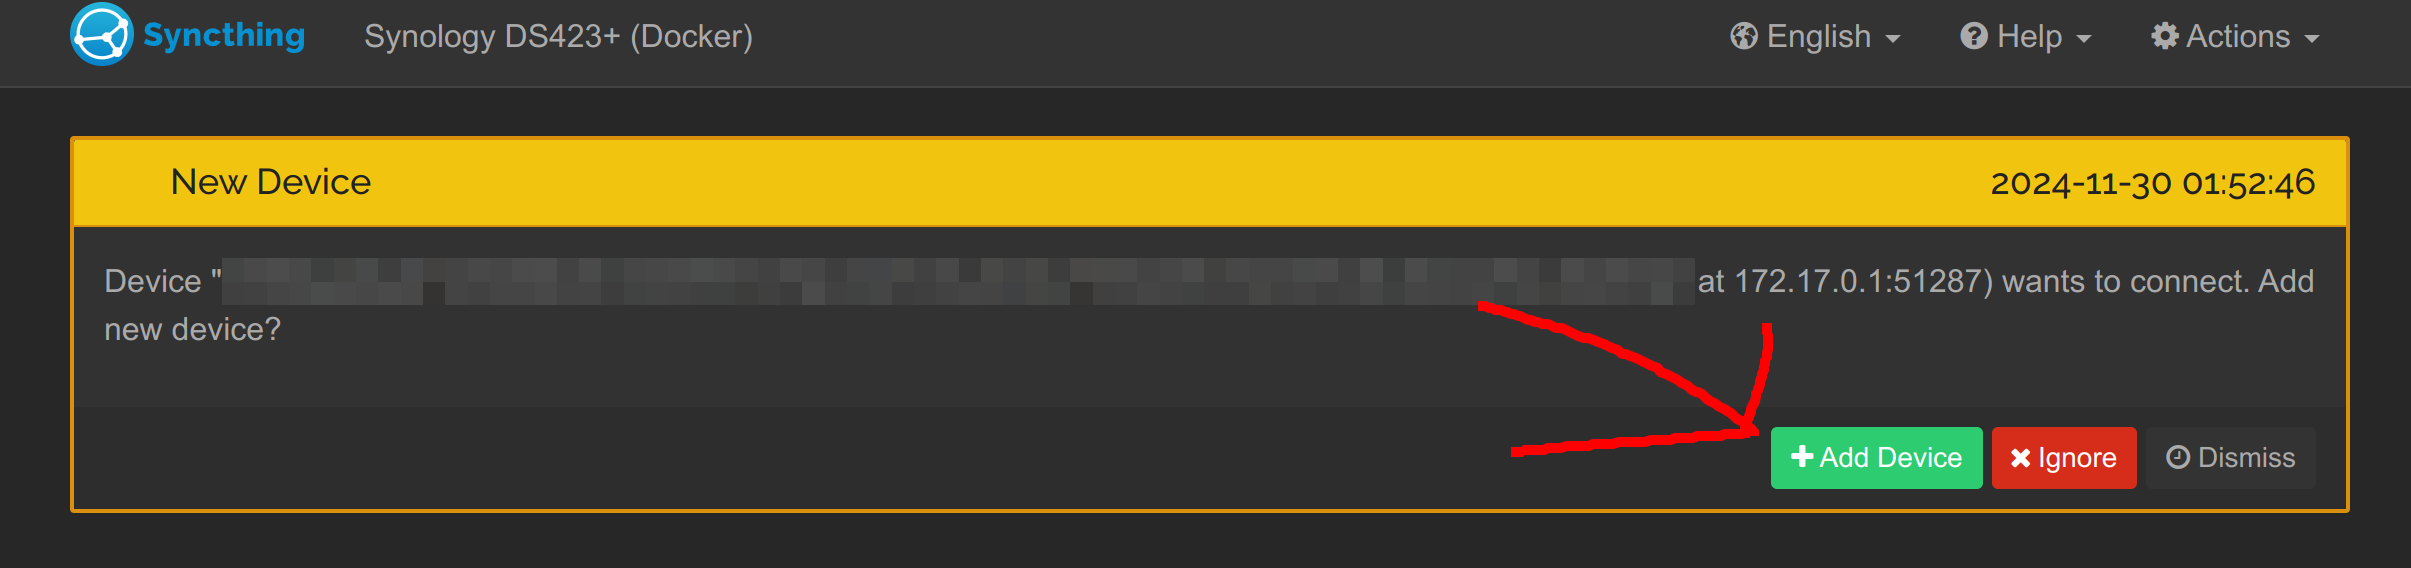 Syncthing Synology DS423+ (Docker) English Help Actions
New Device 2024-11-30 01:52:46
Device " at 172.17.0.1:51287) wants to connect. Add
new device?
Add Device Ignore Dismiss